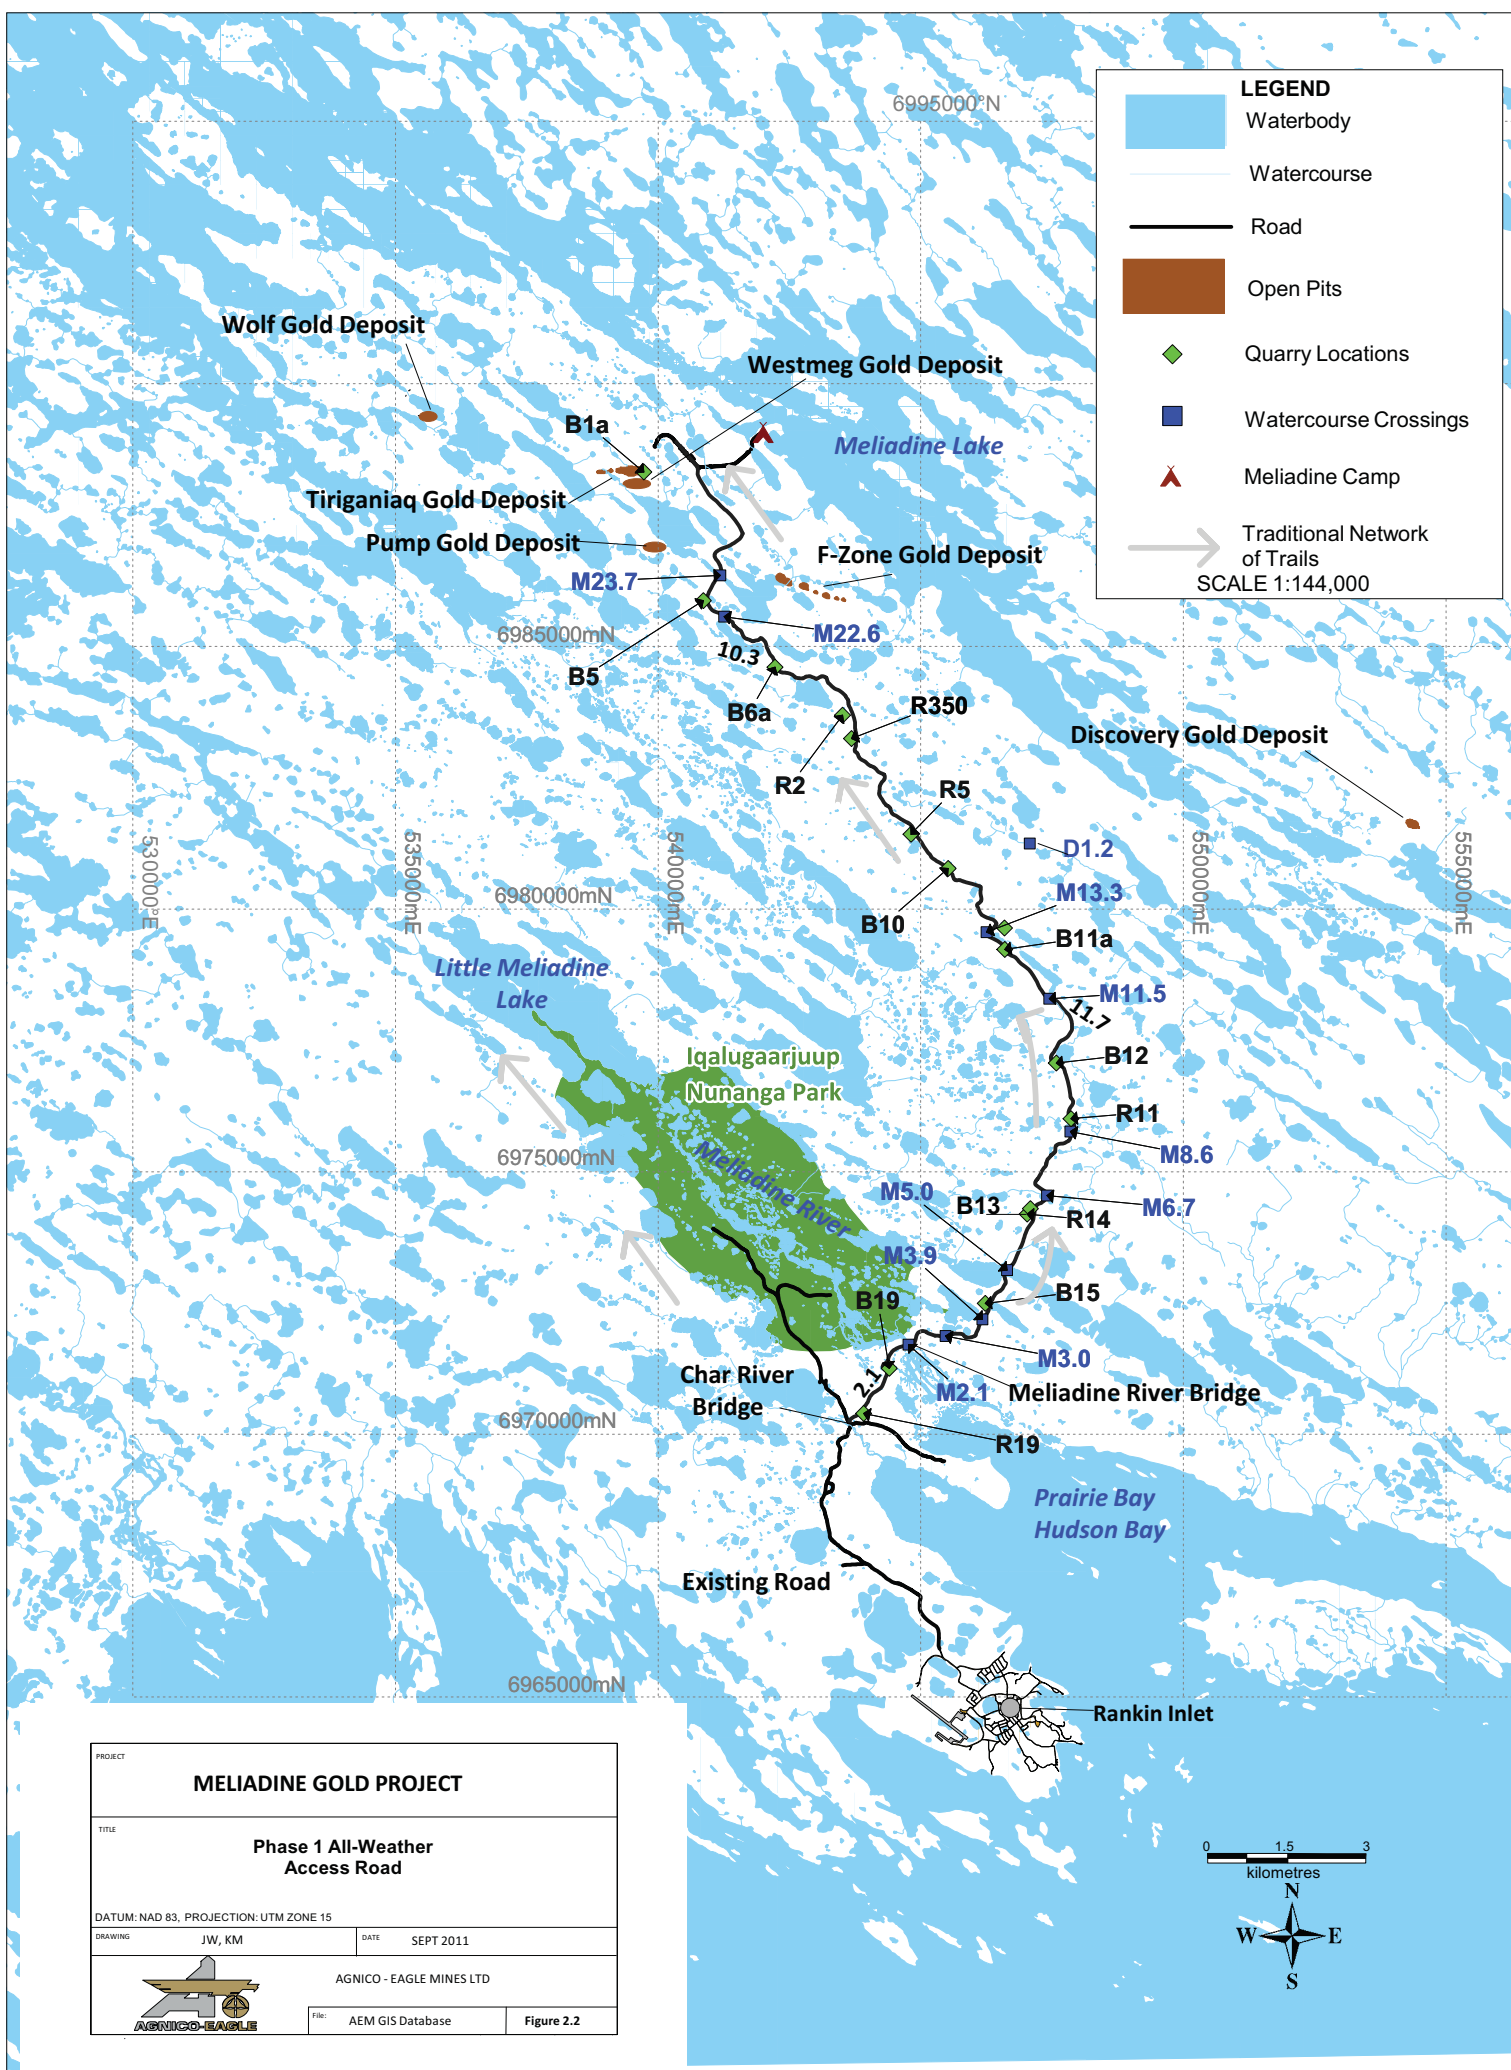 6995000°N
LEGEND
Waterbody
Watercourse
Road
Open Pits
Quarry Locations
Watercourse Crossings
Meliadine Camp
Traditional Network
of Trails
SCALE 1:144,000
Wolf Gold Deposit
Westmeg Gold Deposit
B1a
Meliadine Lake
Tiriganiaq Gold Deposit
Pump Gold Deposit
F-Zone Gold Deposit
M23.7
6985000mN
M22.6
10.3
B5
B6a
R350
Discovery Gold Deposit
R2
R5
530000°E
535000mE
540000mE
550000mE
555000mE
D1.2
6980000mN
M13.3
B10
B11a
Little Meliadine
Lake
M11.5
11.7
Iqalugaarjuup
Nunanga Park
B12
R11
6975000mN
M8.6
Meliadine River
M5.0
B13
R14
M6.7
M3.9
B19
B15
M3.0
Char River
Bridge
2.1
M2.1
Meliadine River Bridge
6970000mN
R19
Prairie Bay
Hudson Bay
Existing Road
6965000mN
Rankin Inlet
PROJECT
MELIADINE GOLD PROJECT
TITLE
Phase 1 All-Weather
Access Road
DATUM: NAD 83, PROJECTION: UTM ZONE 15
DRAWING
JW, KM
DATE
SEPT 2011
AGNICO - EAGLE MINES LTD
AGNICO-EAGLE
File:
AEM GIS Database
Figure 2.2
0 1.5 3
kilometres
N
W E
S